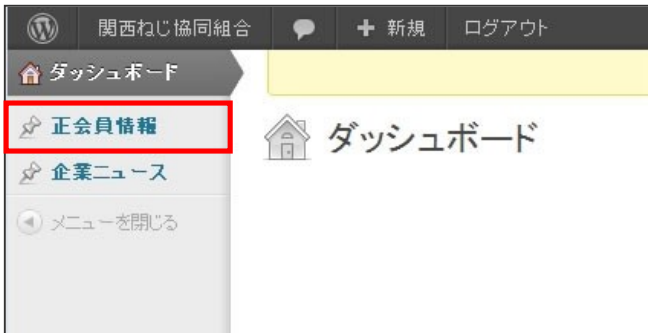 関西ねじ協同組合 新規 ログアウト
ダッシュボード
正会員情報
企業ニュース
メニューを閉じる
ダッシュボード